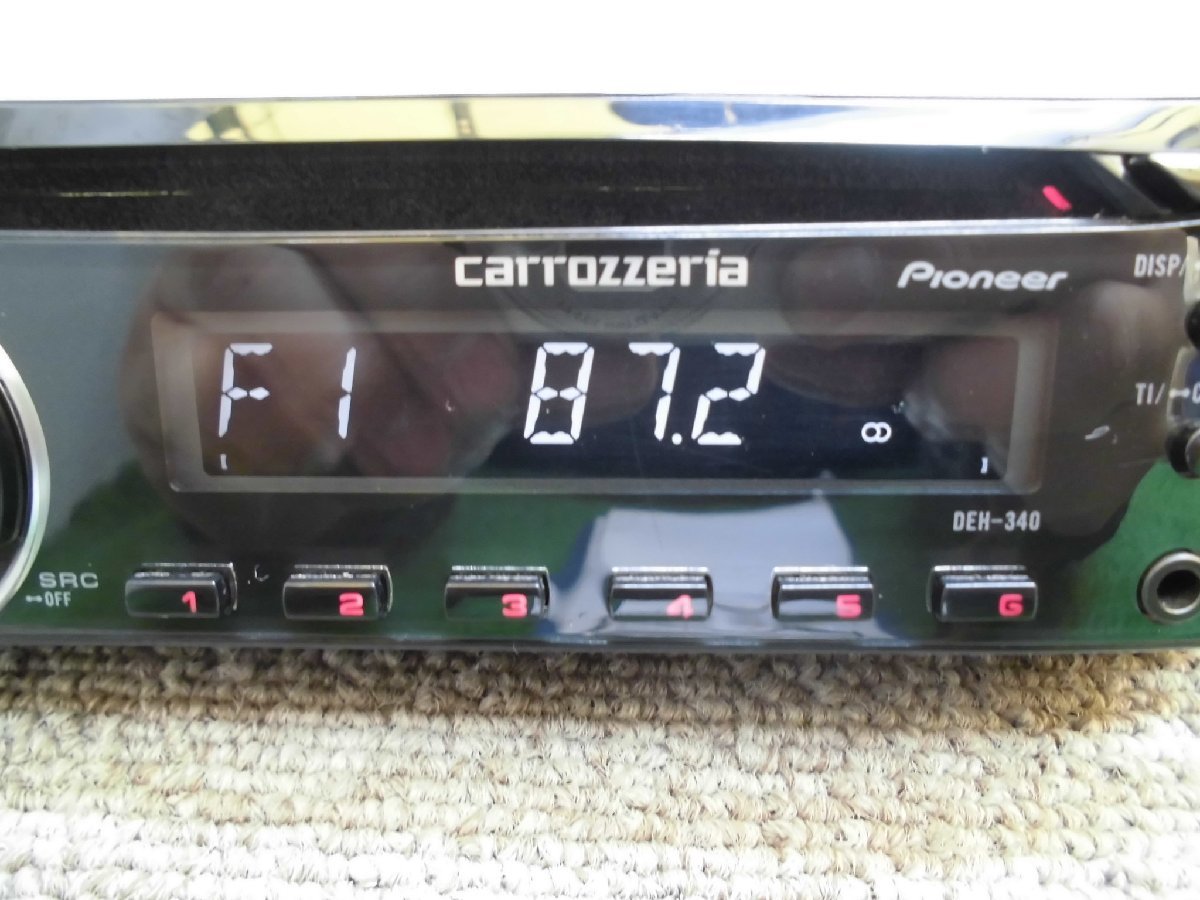 carrozzeria
Pioneer
DISP/
F1 87.2
TI/
DEH-340
SRC
OFF
1 2 3 4 5 6